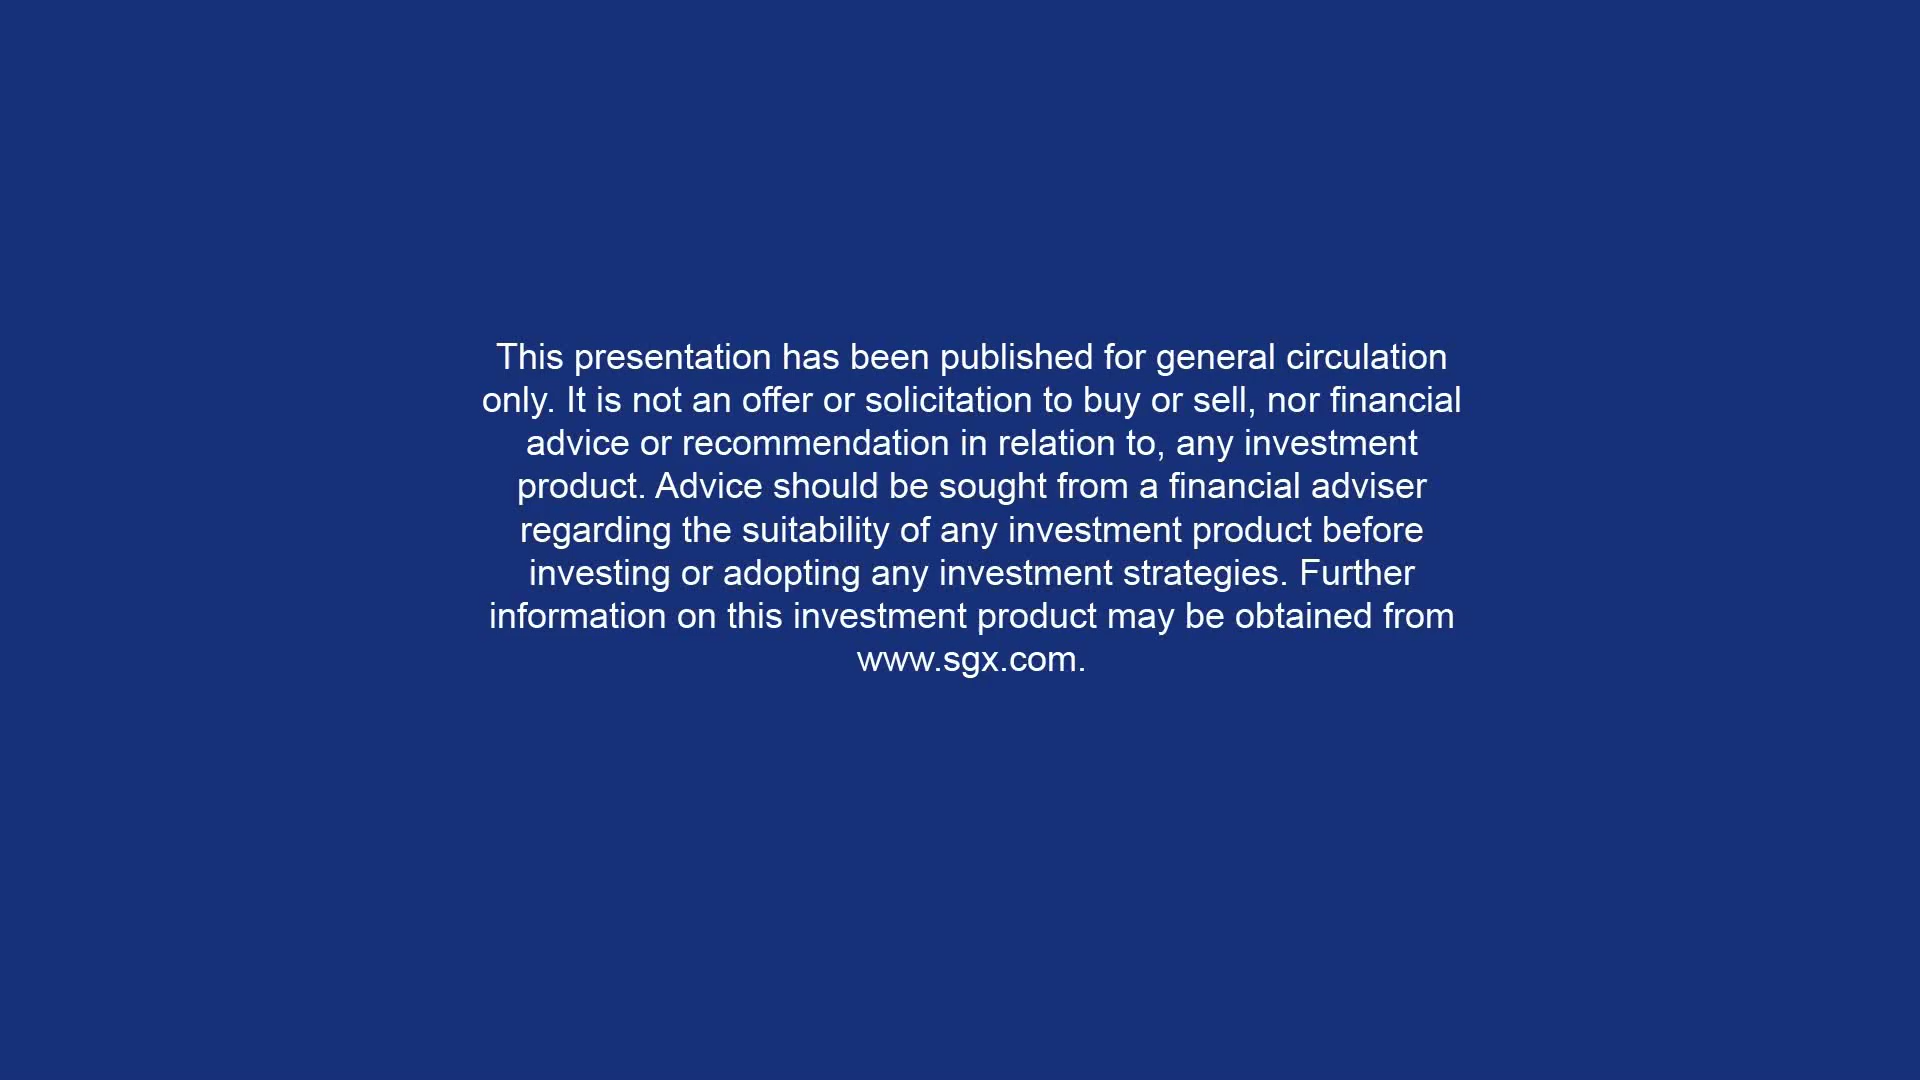 This presentation has been published for general circulation
only. It is not an offer or solicitation to buy or sell, nor financial
advice or recommendation in relation to, any investment
product. Advice should be sought from a financial adviser
regarding the suitability of any investment product before
investing or adopting any investment strategies. Further
information on this investment product may be obtained from
www.sgx.com.